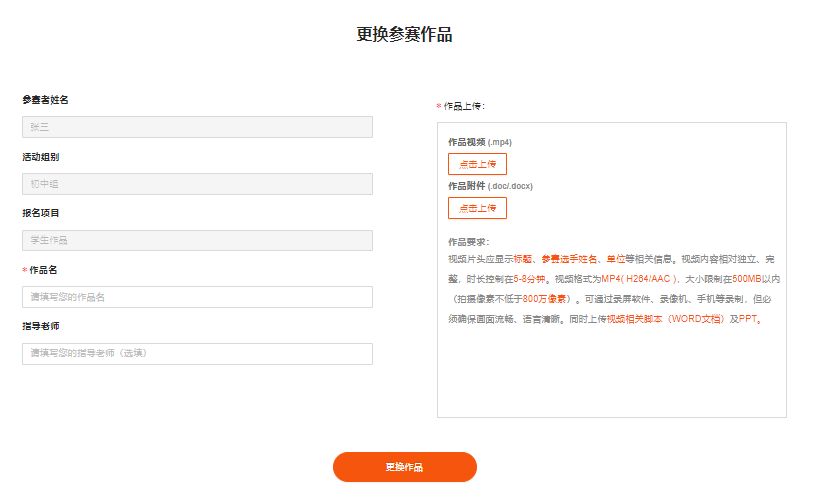 更换参赛作品
参赛者姓名
张三
活动组别
初中组
报名项目
学生作品
* 作品名
请填写您的作品名
指导老师
请填写您的指导老师（选填）
* 作品上传：
作品视频 (.mp4)
点击上传
作品附件 (.doc/.docx)
点击上传
作品要求：
视频片头应显示标题、参赛选手姓名、单位等相关信息。视频内容相对独立、完
整，时长控制在5-8分钟。视频格式为MP4( H264/AAC )，大小限制在500MB以内
（拍摄像素不低于800万像素）。可通过录屏软件、录像机、手机等录制，但必
须确保画面流畅、语言清晰。同时上传视频相关脚本（WORD文档）及PPT。
更换作品